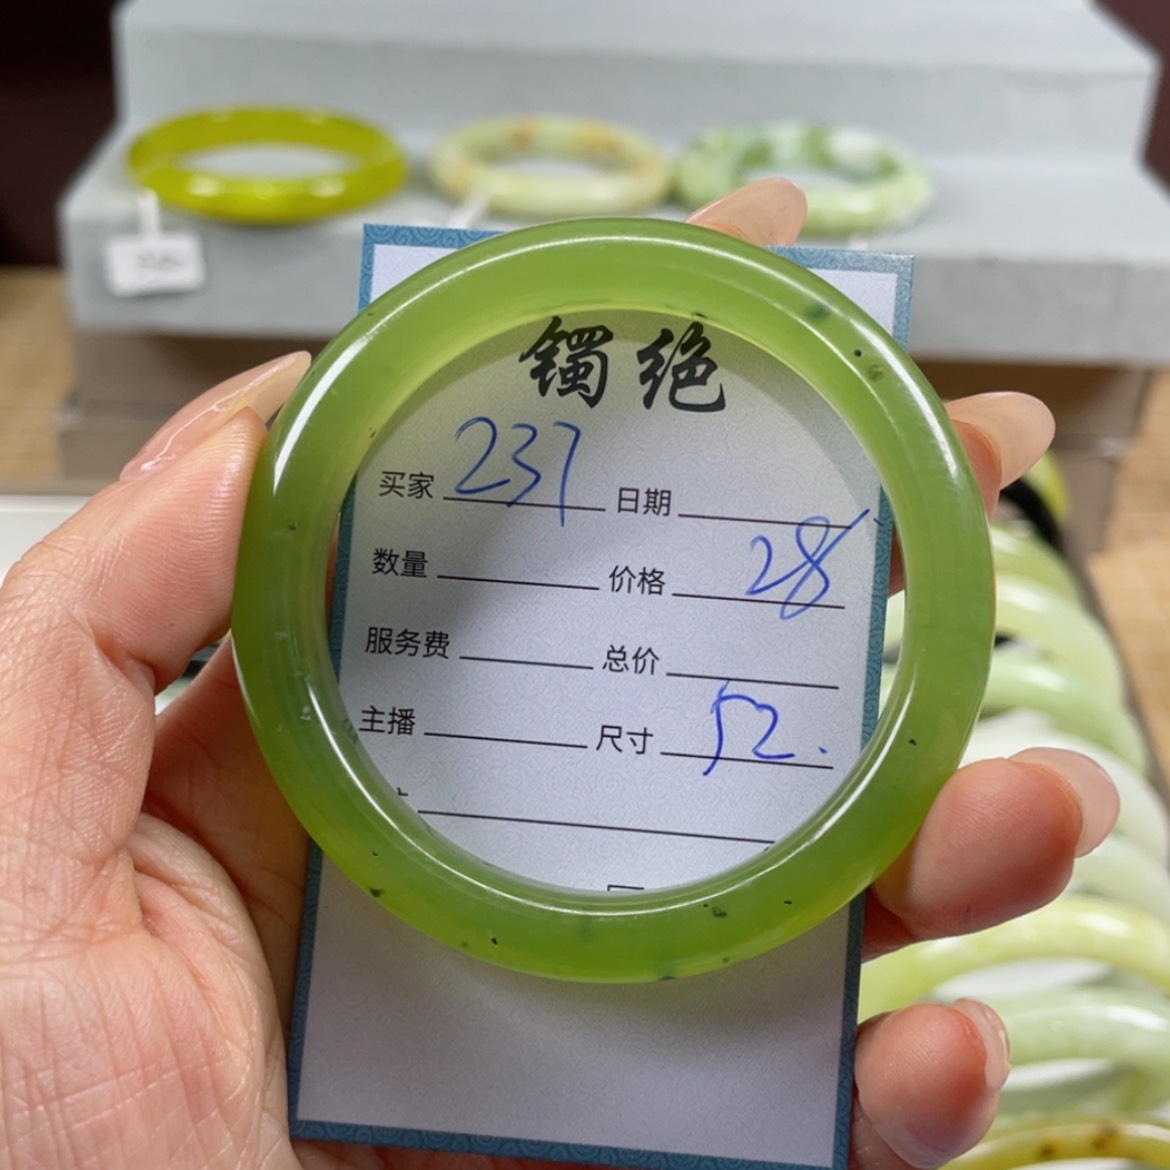 镯绝
买家 237 日期
数量 价格 28
服务费 总价
主播 尺寸 52.